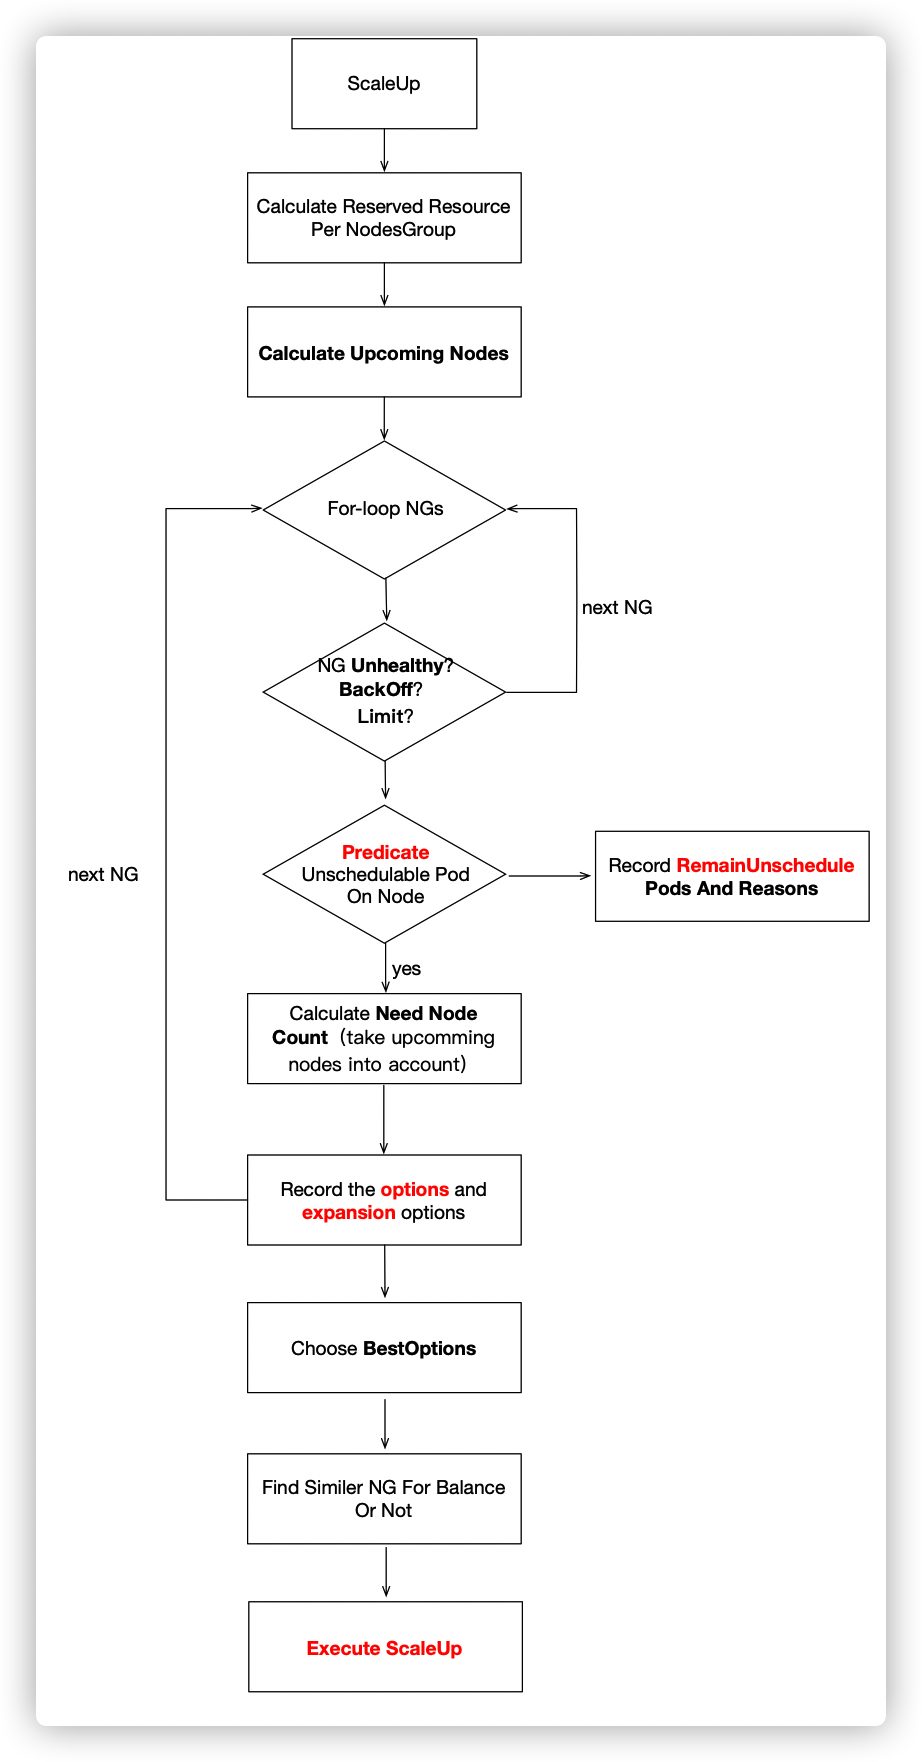 ScaleUp
Calculate Reserved Resource
Per NodesGroup
Calculate Upcoming Nodes
For-loop NGs
next NG
NG Unhealthy?
BackOff?
Limit?
Predicate
Unschedulable Pod
On Node
next NG
Record RemainUnschedule
Pods And Reasons
yes
Calculate Need Node
Count（take upcomming
nodes into account）
Record the options and
expansion options
Choose BestOptions
Find Similer NG For Balance
Or Not
Execute ScaleUp